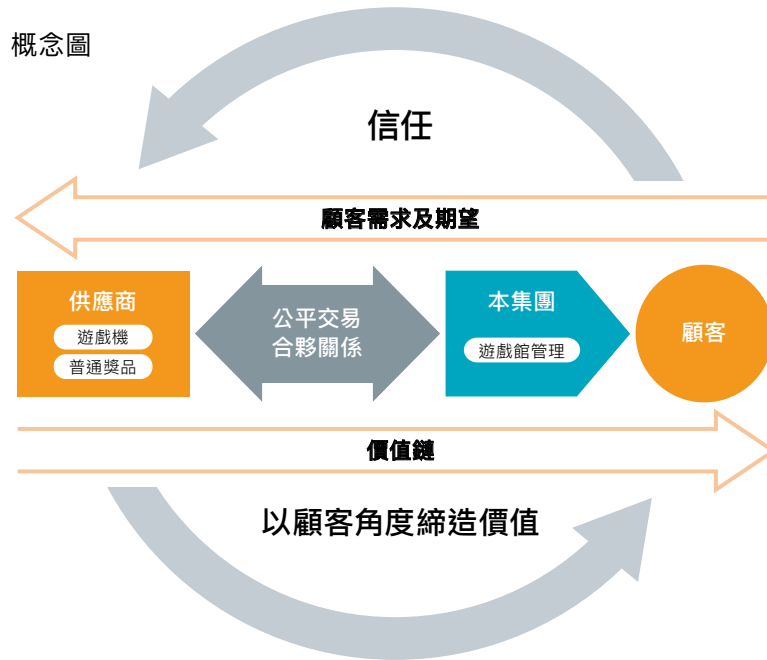 概念圖
信任
顧客需求及期望
供應商
遊戲機
普通獎品
公平交易
合夥關係
本集團
遊戲館管理
顧客
價值鏈
以顧客角度締造價值